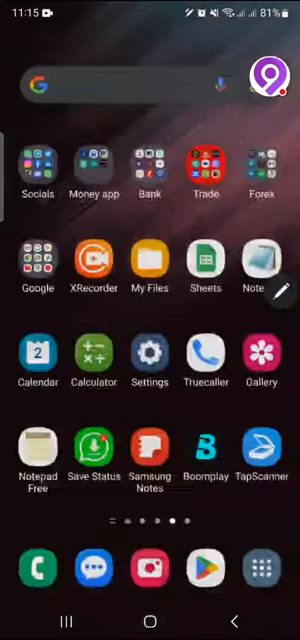 11:15
81%
Socials Money app Bank Trade Forex
Google XRecorder My Files Sheets Note
Calendar Calculator Settings Truecaller Gallery
2
Notepad Free Save Status Samsung Notes Boomplay TapScanner